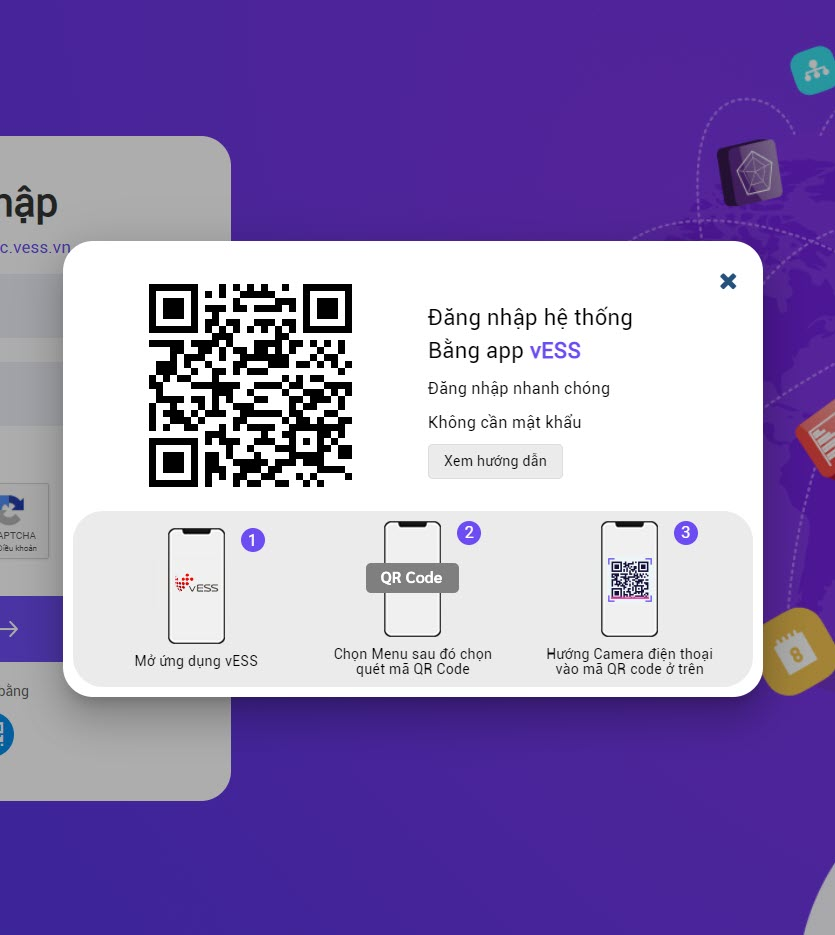 hập
c.vess.vn
Đăng nhập hệ thống
Bằng app vESS
Đăng nhập nhanh chóng
Không cần mật khẩu
Xem hướng dẫn
APTCHA
Điều khoản
bằng
1
vESS
Mở ứng dụng vESS
2
QR Code
Chọn Menu sau đó chọn
quét mã QR Code
3
Hướng Camera điện thoại
vào mã QR code ở trên
8